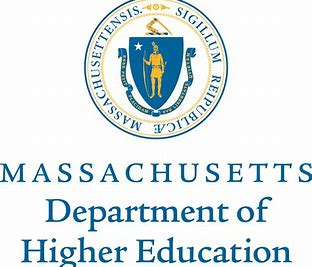 SIGILLUM REIPUBLICÆ MASSACHUSETTENSIS
MASSACHUSETTS
Department of
Higher Education